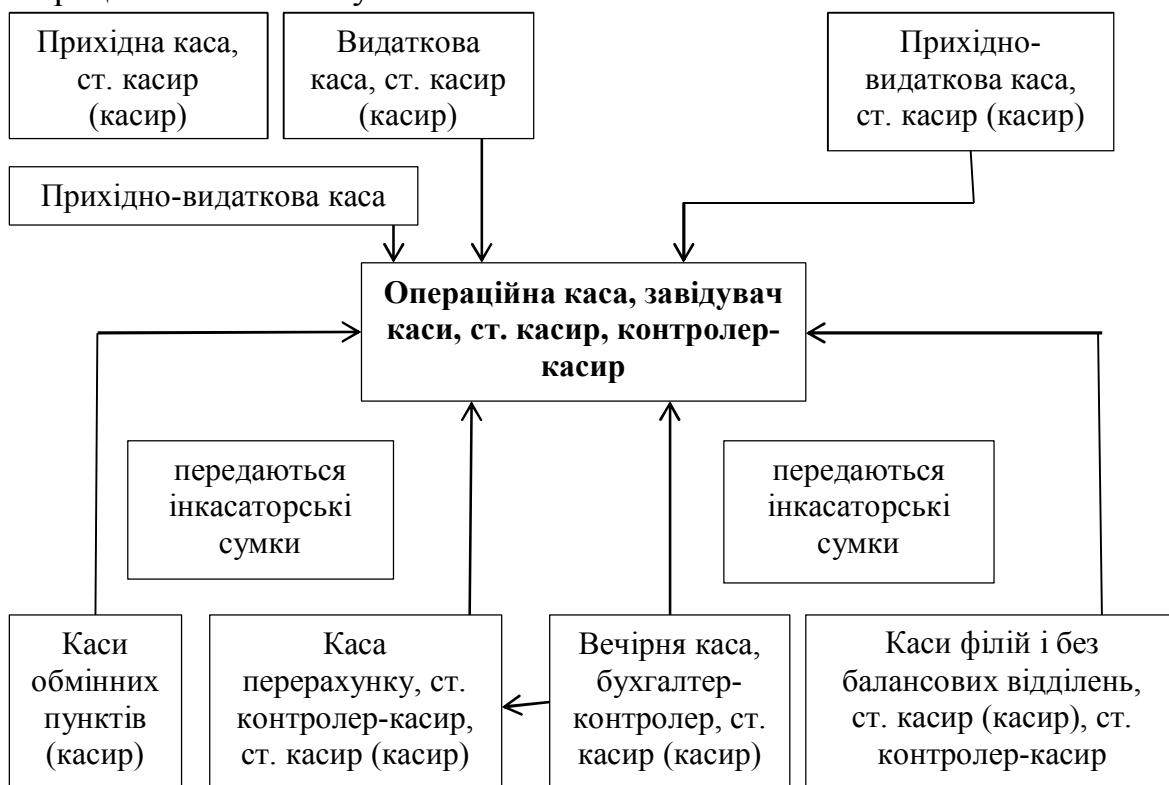 Прихідна каса,
ст. касир
(касир)
Видаткова
каса, ст. касир
(касир)
Прихідно-
видаткова каса,
ст. касир (касир)
Прихідно-видаткова каса
Операційна каса, завідувач
каси, ст. касир, контролер-
касир
передаються
інкасаторські
сумки
передаються
інкасаторські
сумки
Каси
обмінних
пунктів
(касир)
Каса
перерахунку, ст.
контролер-касир,
ст. касир (касир)
Вечірня каса,
бухгалтер-
контролер, ст.
касир (касир)
Каси філій і без
балансових відділень,
ст. касир (касир), ст.
контролер-касир